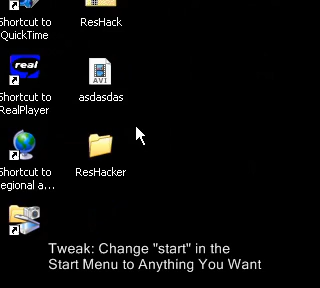 Shortcut to
QuickTime
ResHack
real
AVI
Shortcut to
RealPlayer
asdasdas
Shortcut to
egional a...
ResHacker
Tweak: Change "start" in the
Start Menu to Anything You Want